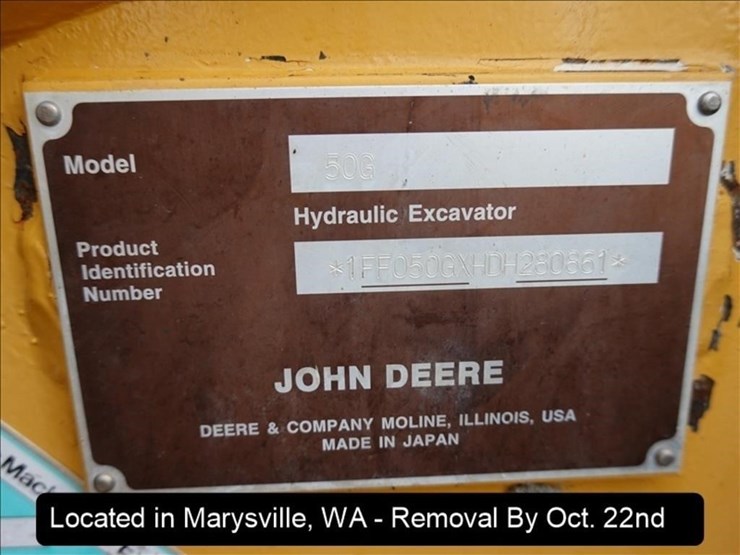 Model
50G
Hydraulic Excavator
Product
Identification
Number
*1FF050GXHDH280661*
JOHN DEERE
DEERE & COMPANY MOLINE, ILLINOIS, USA
MADE IN JAPAN
Located in Marysville, WA - Removal By Oct. 22nd